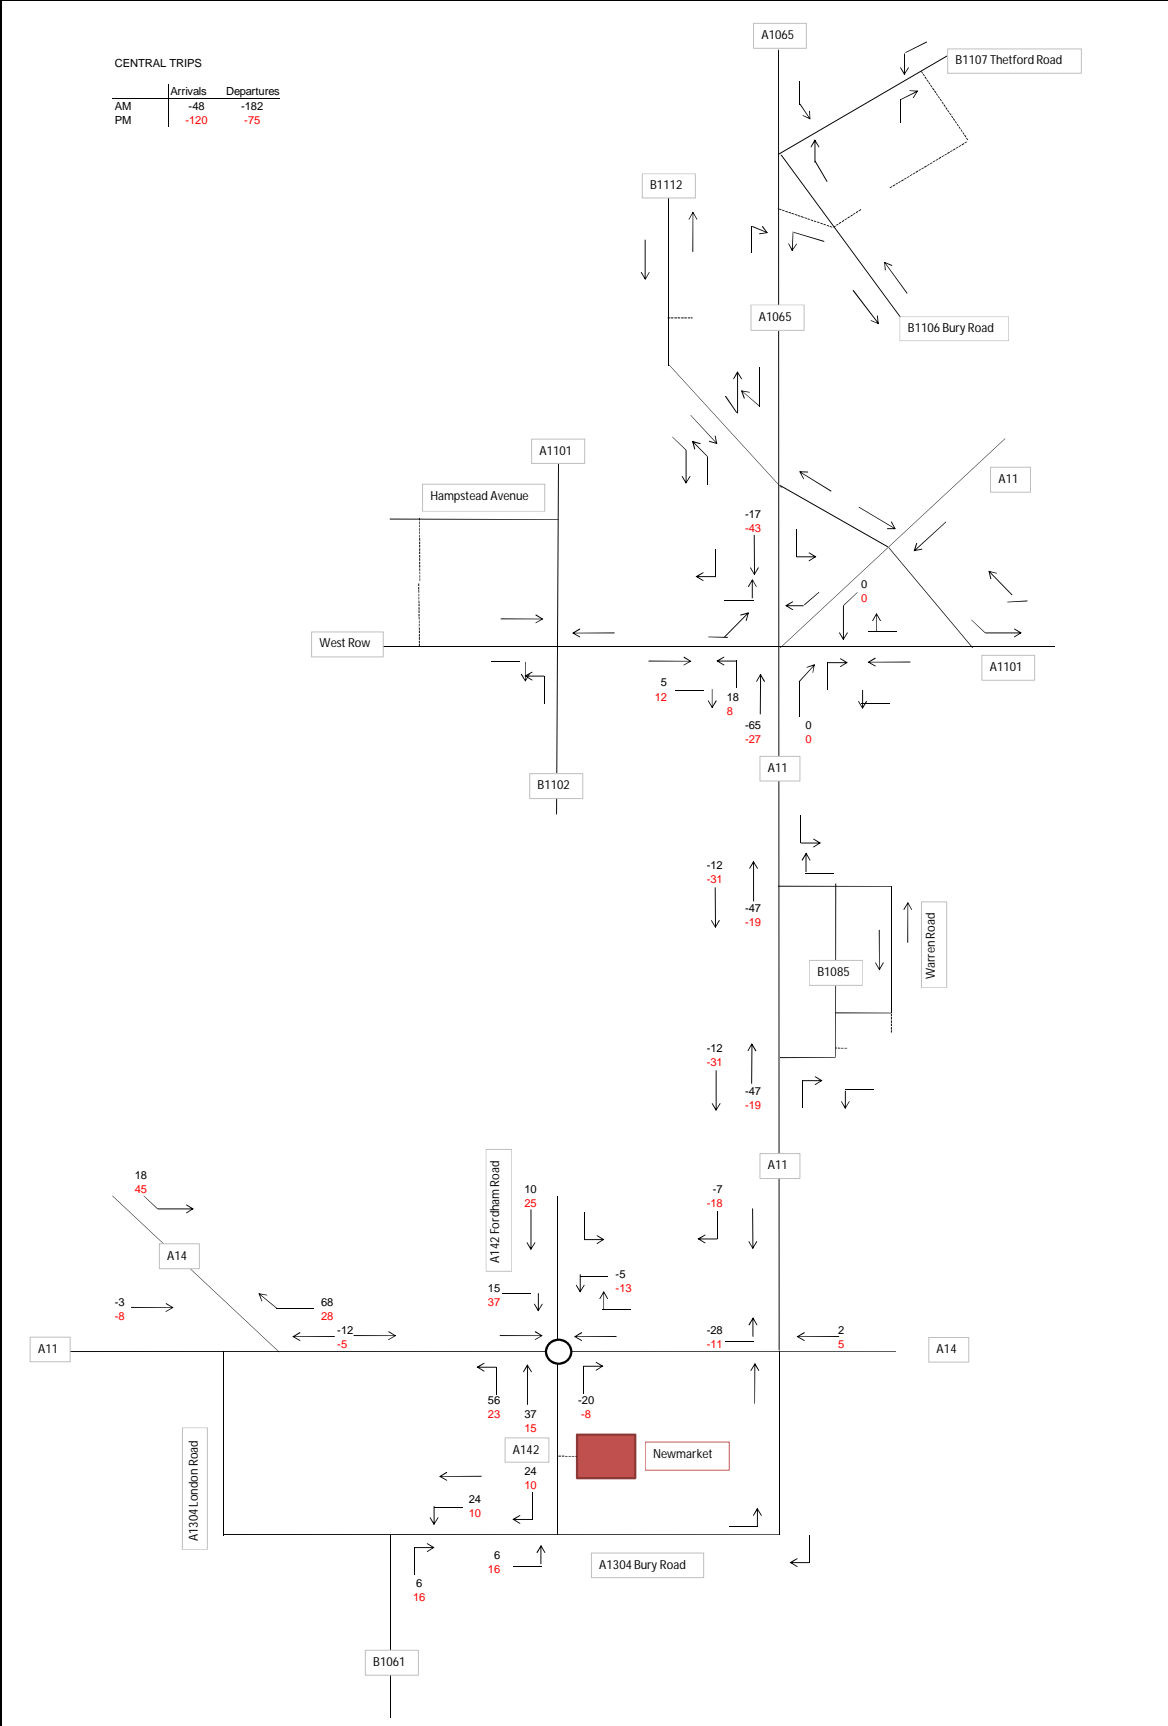 A1065
CENTRAL TRIPS
B1107 Thetford Road
Arrivals Departures
AM -48 -182
PM -120 -75
B1112
A1065
B1106 Bury Road
A1101
A11
Hampstead Avenue
-17
-43
0
0
West Row
A1101
5
12
18
8
-65
-27
0
0
A11
B1102
-12
-31
-47
-19
Warren Road
B1085
-12
-31
-47
-19
A11
18
45
A142 Fordham Road
10
25
-7
-18
A14
-5
-13
15
37
-3
-8
68
28
-12
-5
-28
-11
2
5
A11
A14
56
23
37
15
-20
-8
A1304 London Road
A142
Newmarket
24
10
24
10
6
16
A1304 Bury Road
6
16
B1061